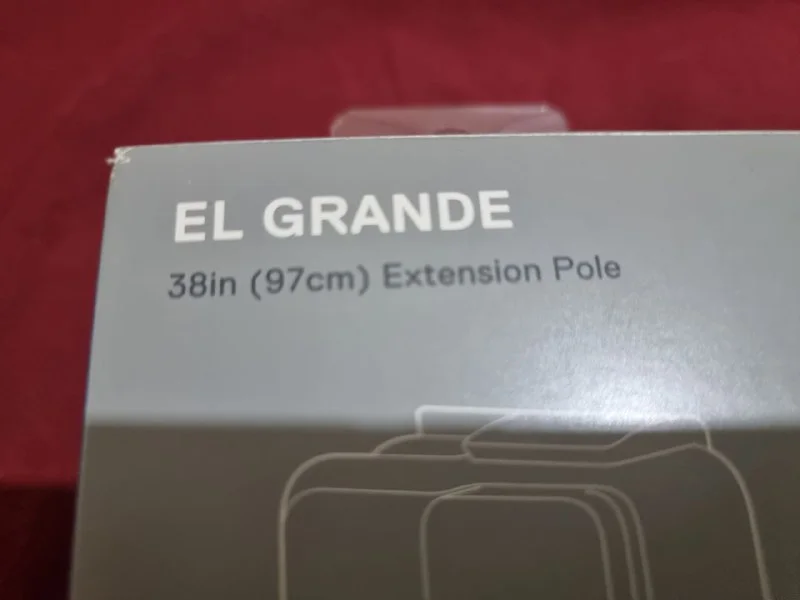 EL GRANDE
38in (97cm) Extension Pole